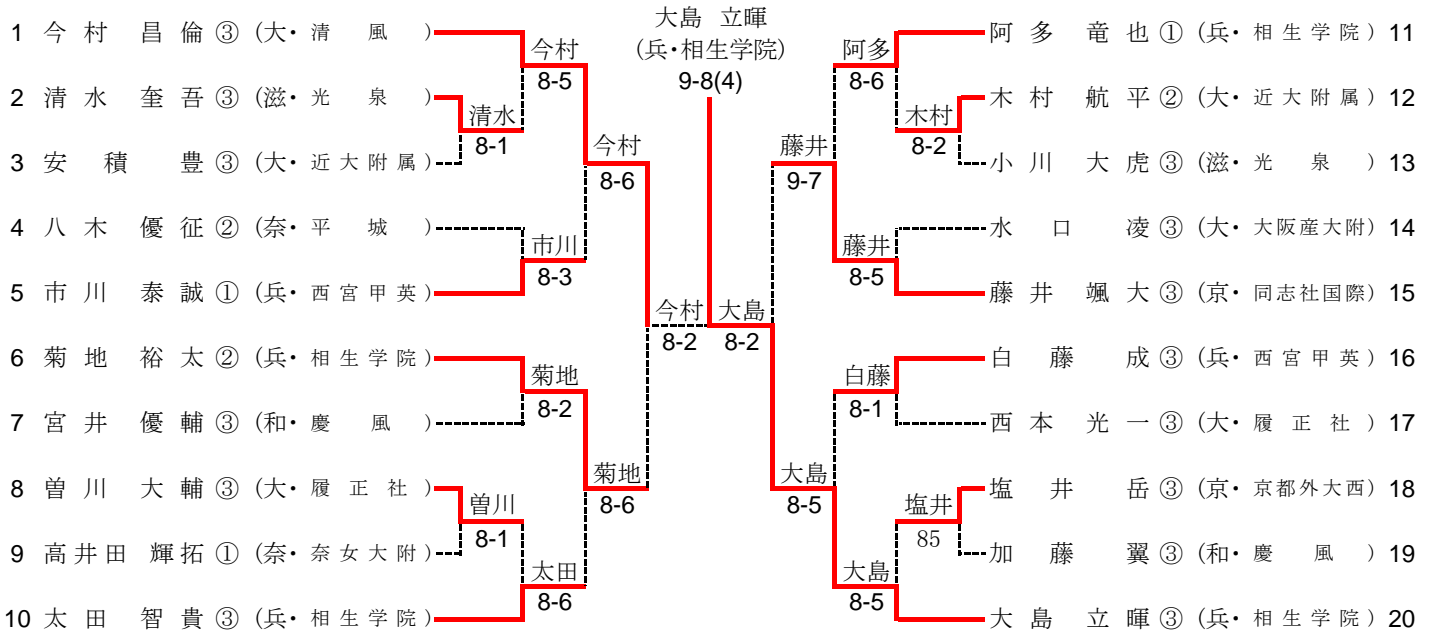 大島 立暉
(兵・相生学院)
9-8(4)
1 今村 昌倫 ③ (大・清風)
2 清水 奎吾 ③ (滋・光泉)
3 安積 豊 ③ (大・近大附属)
4 八木 優征 ② (奈・平城)
5 市川 泰誠 ① (兵・西宮甲英)
6 菊地 裕太 ② (兵・相生学院)
7 宮井 優輔 ③ (和・慶風)
8 曽川 大輔 ③ (大・履正社)
9 高井田 輝拓 ① (奈・奈女大附)
10 太田 智貴 ③ (兵・相生学院)
清水
8-1
曽川
8-1
今村
8-5
市川
8-3
菊地
8-2
太田
8-6
今村
8-6
菊地
8-6
今村
8-2
大島
8-2
藤井
9-7
大島
8-5
阿多
8-6
藤井
8-5
白藤
8-1
大島
8-5
木村
8-2
塩井
85
阿多 竜也 ① (兵・相生学院) 11
木村 航平 ② (大・近大附属) 12
小川 大虎 ③ (滋・光泉) 13
水口 凌 ③ (大・大阪産大附) 14
藤井 颯大 ③ (京・同志社国際) 15
白藤 成 ③ (兵・西宮甲英) 16
西本 光一 ③ (大・履正社) 17
塩井 岳 ③ (京・京都外大西) 18
加藤 翼 ③ (和・慶風) 19
大島 立暉 ③ (兵・相生学院) 20